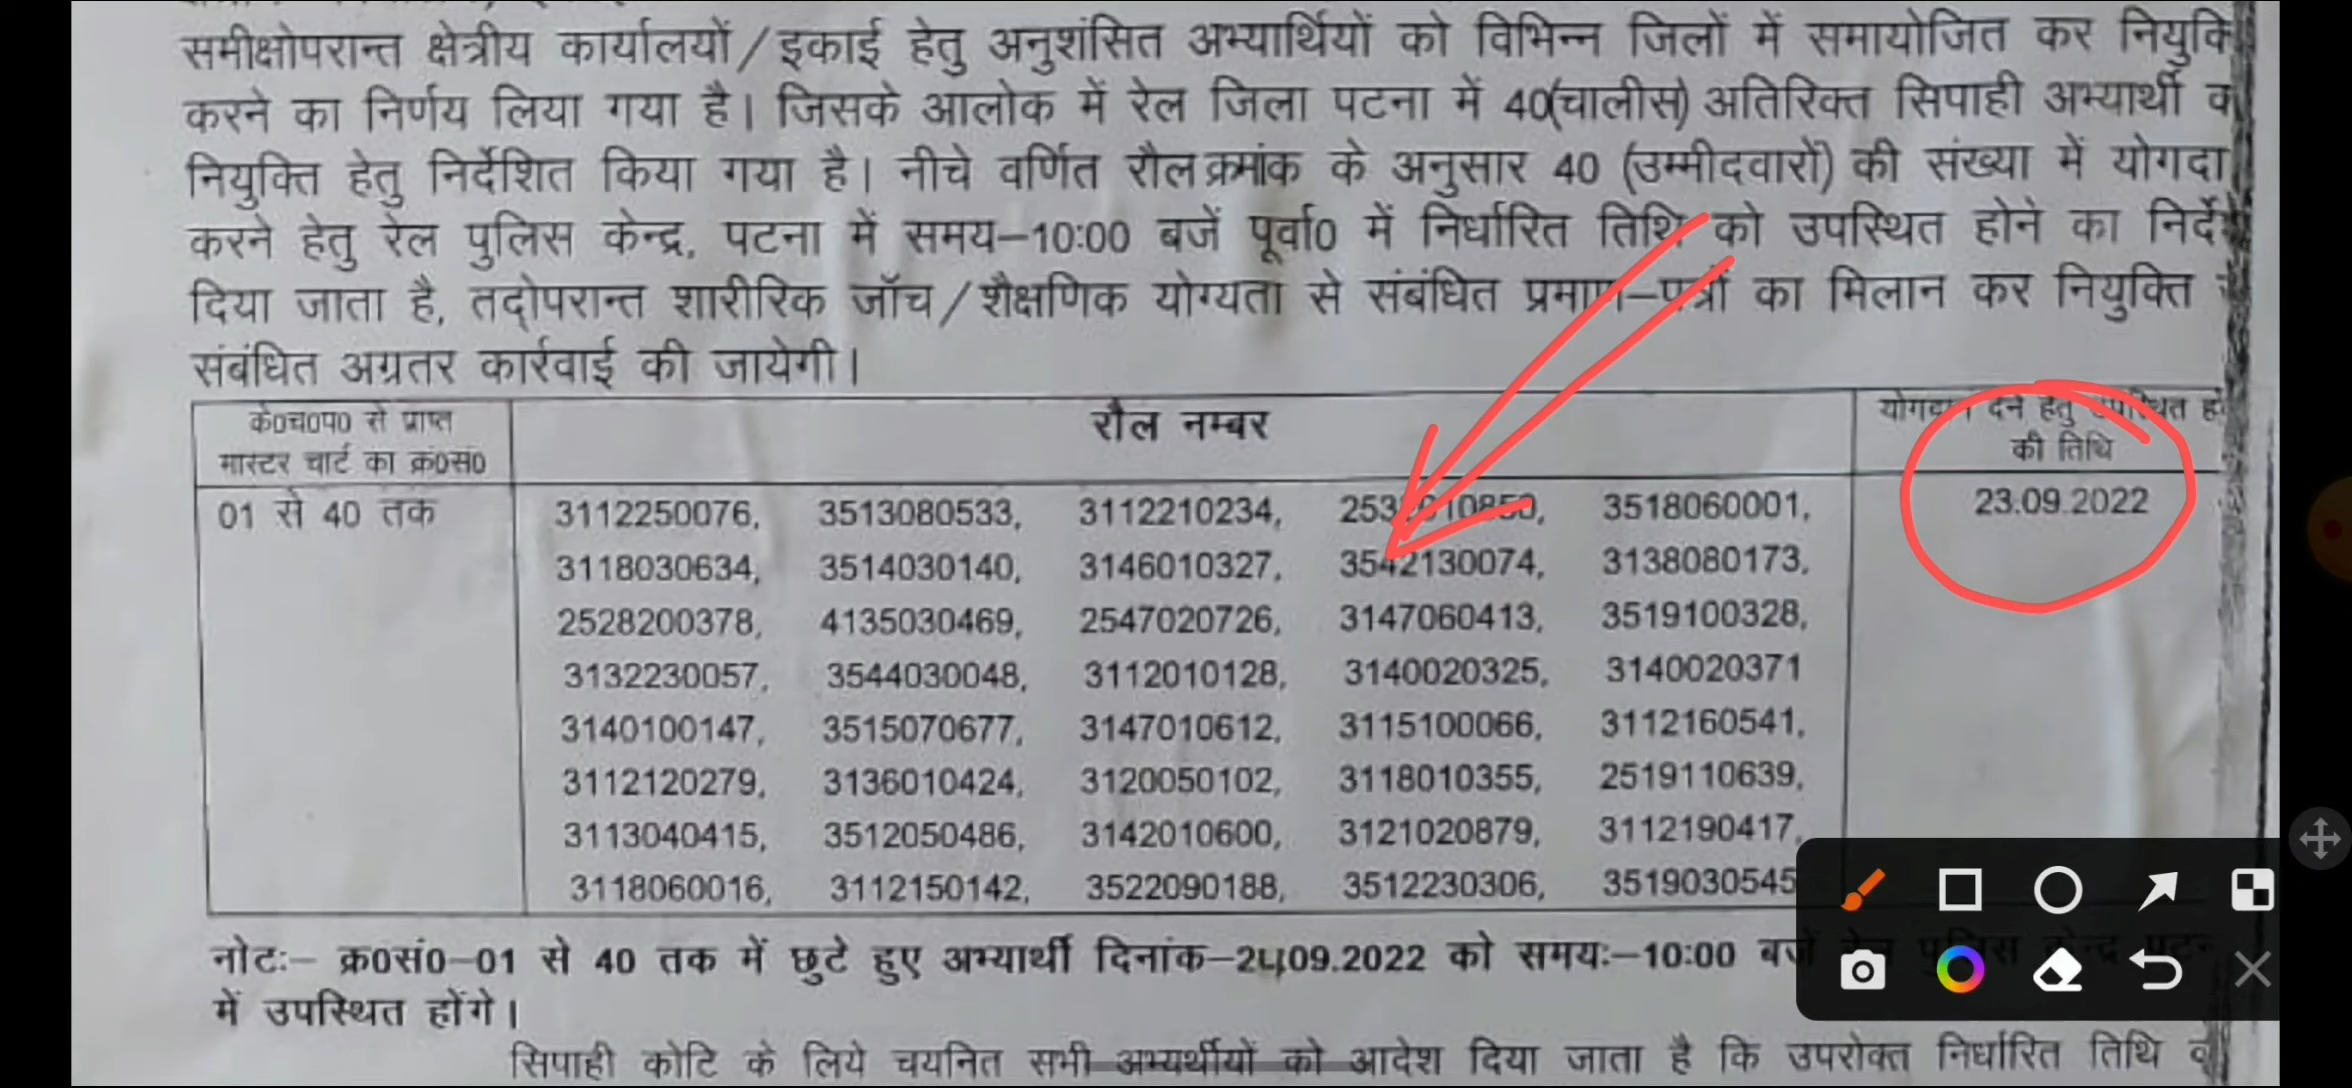 समीक्षोपरान्त क्षेत्रीय कार्यालयों/इकाई हेतु अनुशंसित अभ्यार्थियों को विभिन्न जिलों में समायोजित कर
करने का निर्णय लिया गया है। जिसके आलोक में रेल जिला पटना में 40(चालीस) अतिरिक्त सिपाही अभ्यार्थी
नियुक्ति हेतु निर्देशित किया गया है। नीचे वर्णित रौल क्रमांक के अनुसार 40 (उम्मीदवारों) की संख्या में योगदा
करने हेतु रेल पुलिस केन्द्र, पटना में समय–10:00 बजें पूर्वा0 में निर्धारित तिथि को उपस्थित होने का निर्दे
दिया जाता है, तद्ोपरान्त शारीरिक जॉच/शैक्षणिक योग्यता से संबंधित प्रमाण–पत्रों का मिलान कर नियुक्ति
संबंधित अग्रतर कार्रवाई की जायेगी।
के0च0प0 से प्राप्त
मास्टर चार्ट का क्र0सं0
रौल नम्बर
योगदान देने हेतु उपस्थित हो
की तिथि
01 से 40 तक
3112250076, 3513080533, 3112210234, 3518060001,
23.09.2022
3118030634, 3514030140, 3146010327, 3542130074, 3138080173,
2528200378, 4135030469, 2547020726, 3147060413, 3519100328,
3132230057, 3544030048, 3112010128, 3140020325, 3140020371
3140100147, 3515070677, 3147010612, 3115100066, 3112160541,
3112120279, 3136010424, 3120050102, 3118010355, 2519110639,
3113040415, 3512050486, 3142010600, 3121020879, 3112190417,
3118060016, 3112150142, 3522090188, 3512230306, 3519030545
नोटः– क्र0सं0–01 से 40 तक में छुटे हुए अभ्यार्थी दिनांक–24.09.2022 को समयः–10:00 बजें रेल पुलिस केन्द्र
में उपस्थित होंगे।
सिपाही कोटि के लिये चयनित सभी अभ्यर्थीयों को आदेश दिया जाता है कि उपरोक्त निर्धारित तिथि